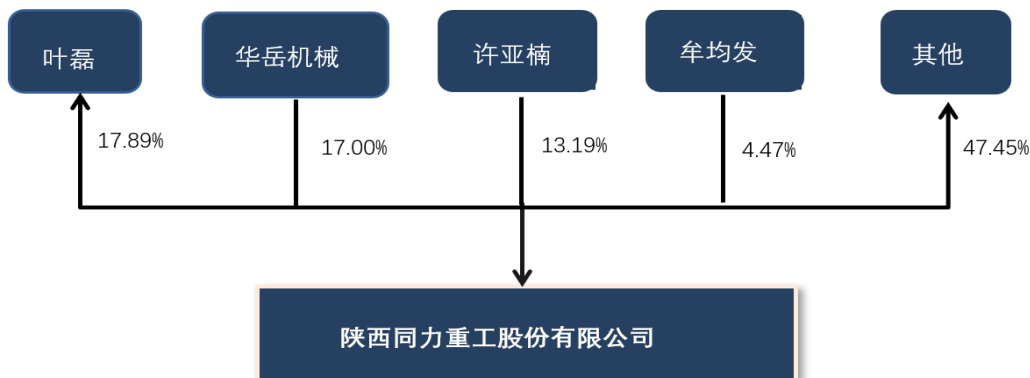 叶磊
华岳机械
许亚楠
牟均发
其他
17.89%
17.00%
13.19%
4.47%
47.45%
陕西同力重工股份有限公司